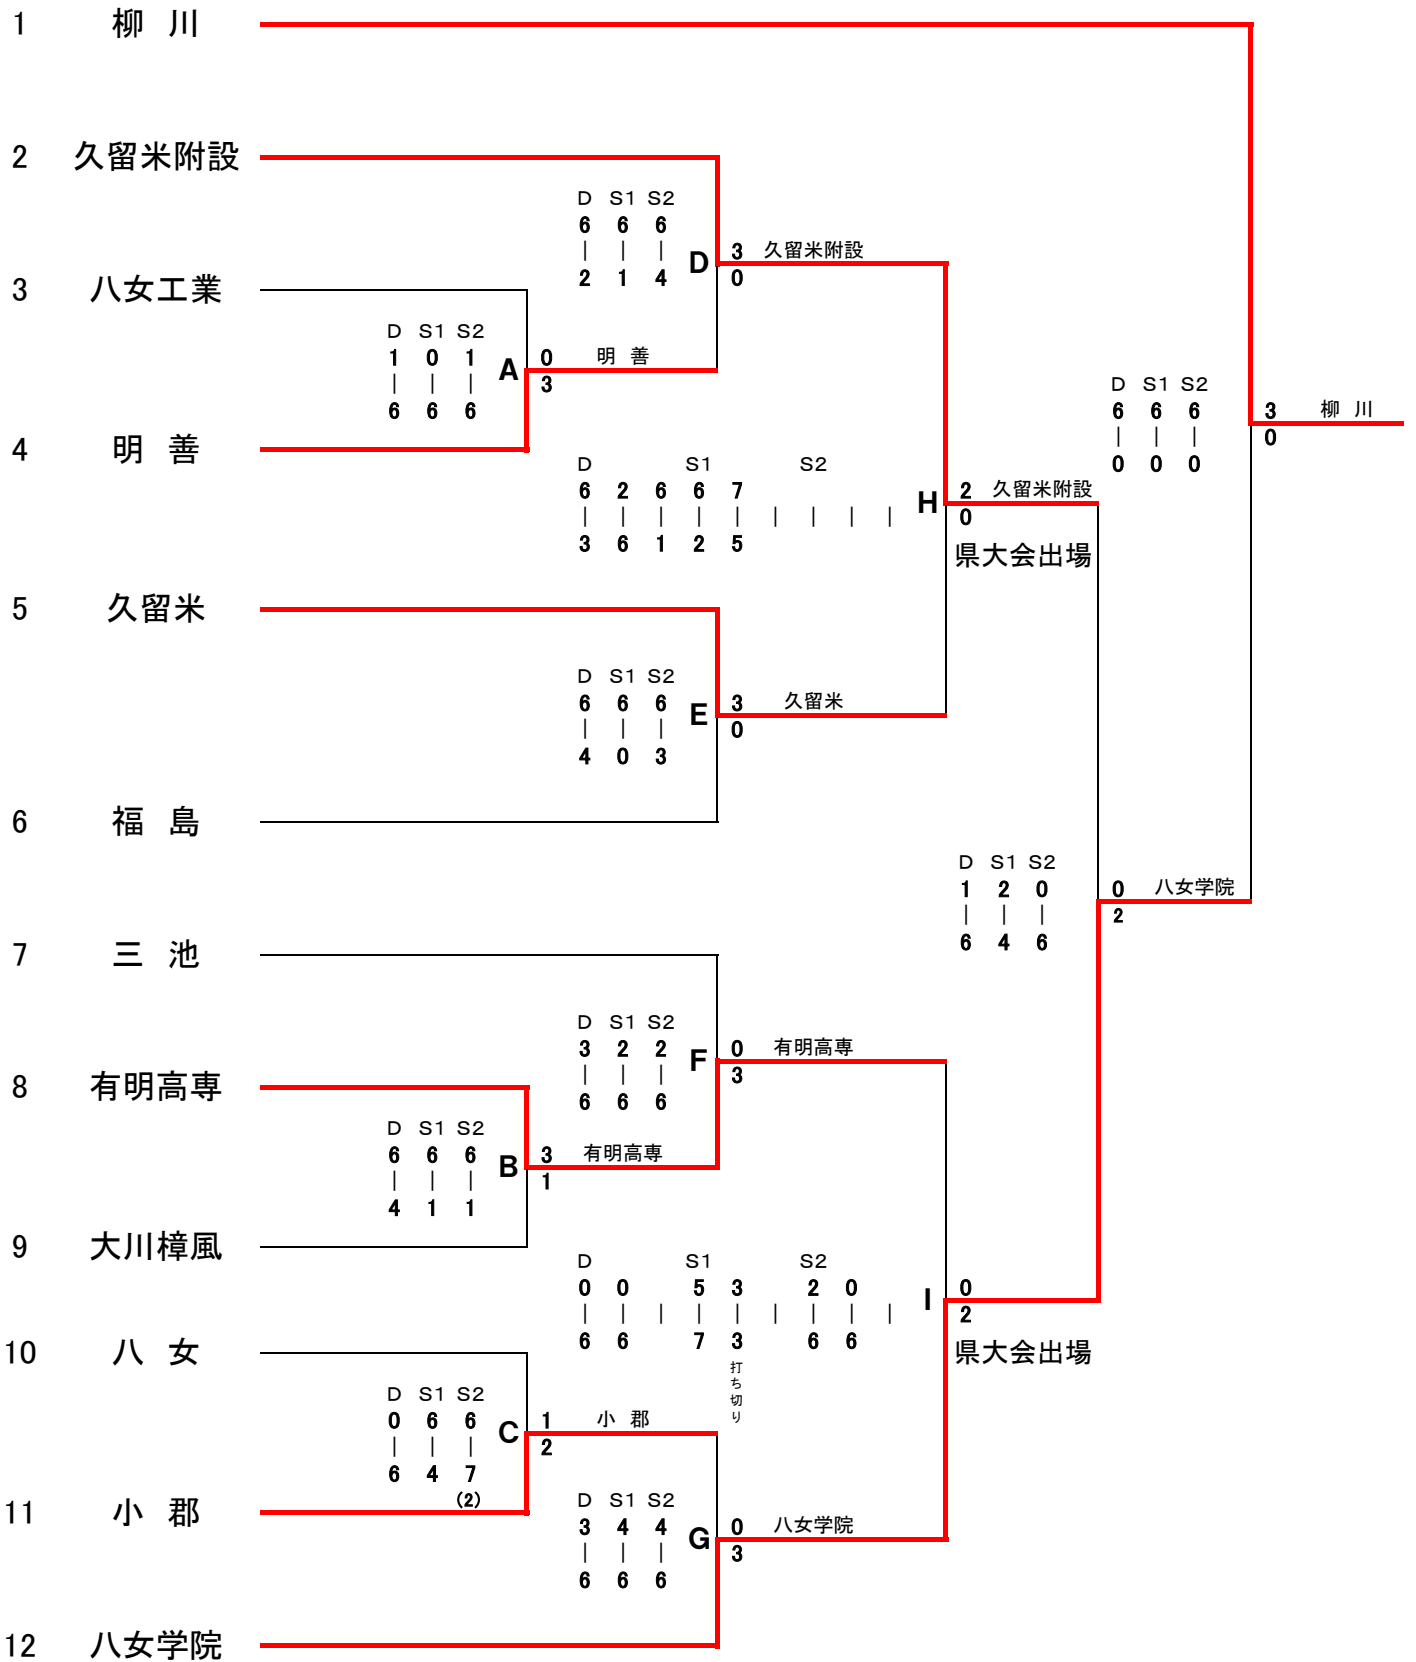 1 柳 川
2 久留米附設
D S1 S2
6 6 6
| | |
2 1 4
D
3 久留米附設
0
3 八女工業
D S1 S2
1 0 1
| | |
6 6 6
A
0 明 善
3
4 明 善
D S1 S2
6 6 6
| | |
0 0 0
3 柳 川
0
D S1 S2
6 2 6 6 7
| | | | | | | | |
3 6 1 2 5
H
2 久留米附設
0
県大会出場
5 久留米
D S1 S2
6 6 6
| | |
4 0 3
E
3 久留米
0
6 福 島
D S1 S2
1 2 0
| | |
6 4 6
0 八女学院
2
7 三 池
D S1 S2
3 2 2
| | |
6 6 6
F
0 有明高専
3
8 有明高専
D S1 S2
6 6 6
| | |
4 1 1
B
3 有明高専
1
9 大川樟風
D S1 S2
0 0 5 3 2 0
| | | | | | | | |
6 6 7 3 6 6
打ち切り
I
0
2
県大会出場
10 八 女
D S1 S2
0 6 6
| | |
6 4 7
(2)
C
1 小 郡
2
11 小 郡
D S1 S2
3 4 4
| | |
6 6 6
G
0 八女学院
3
12 八女学院